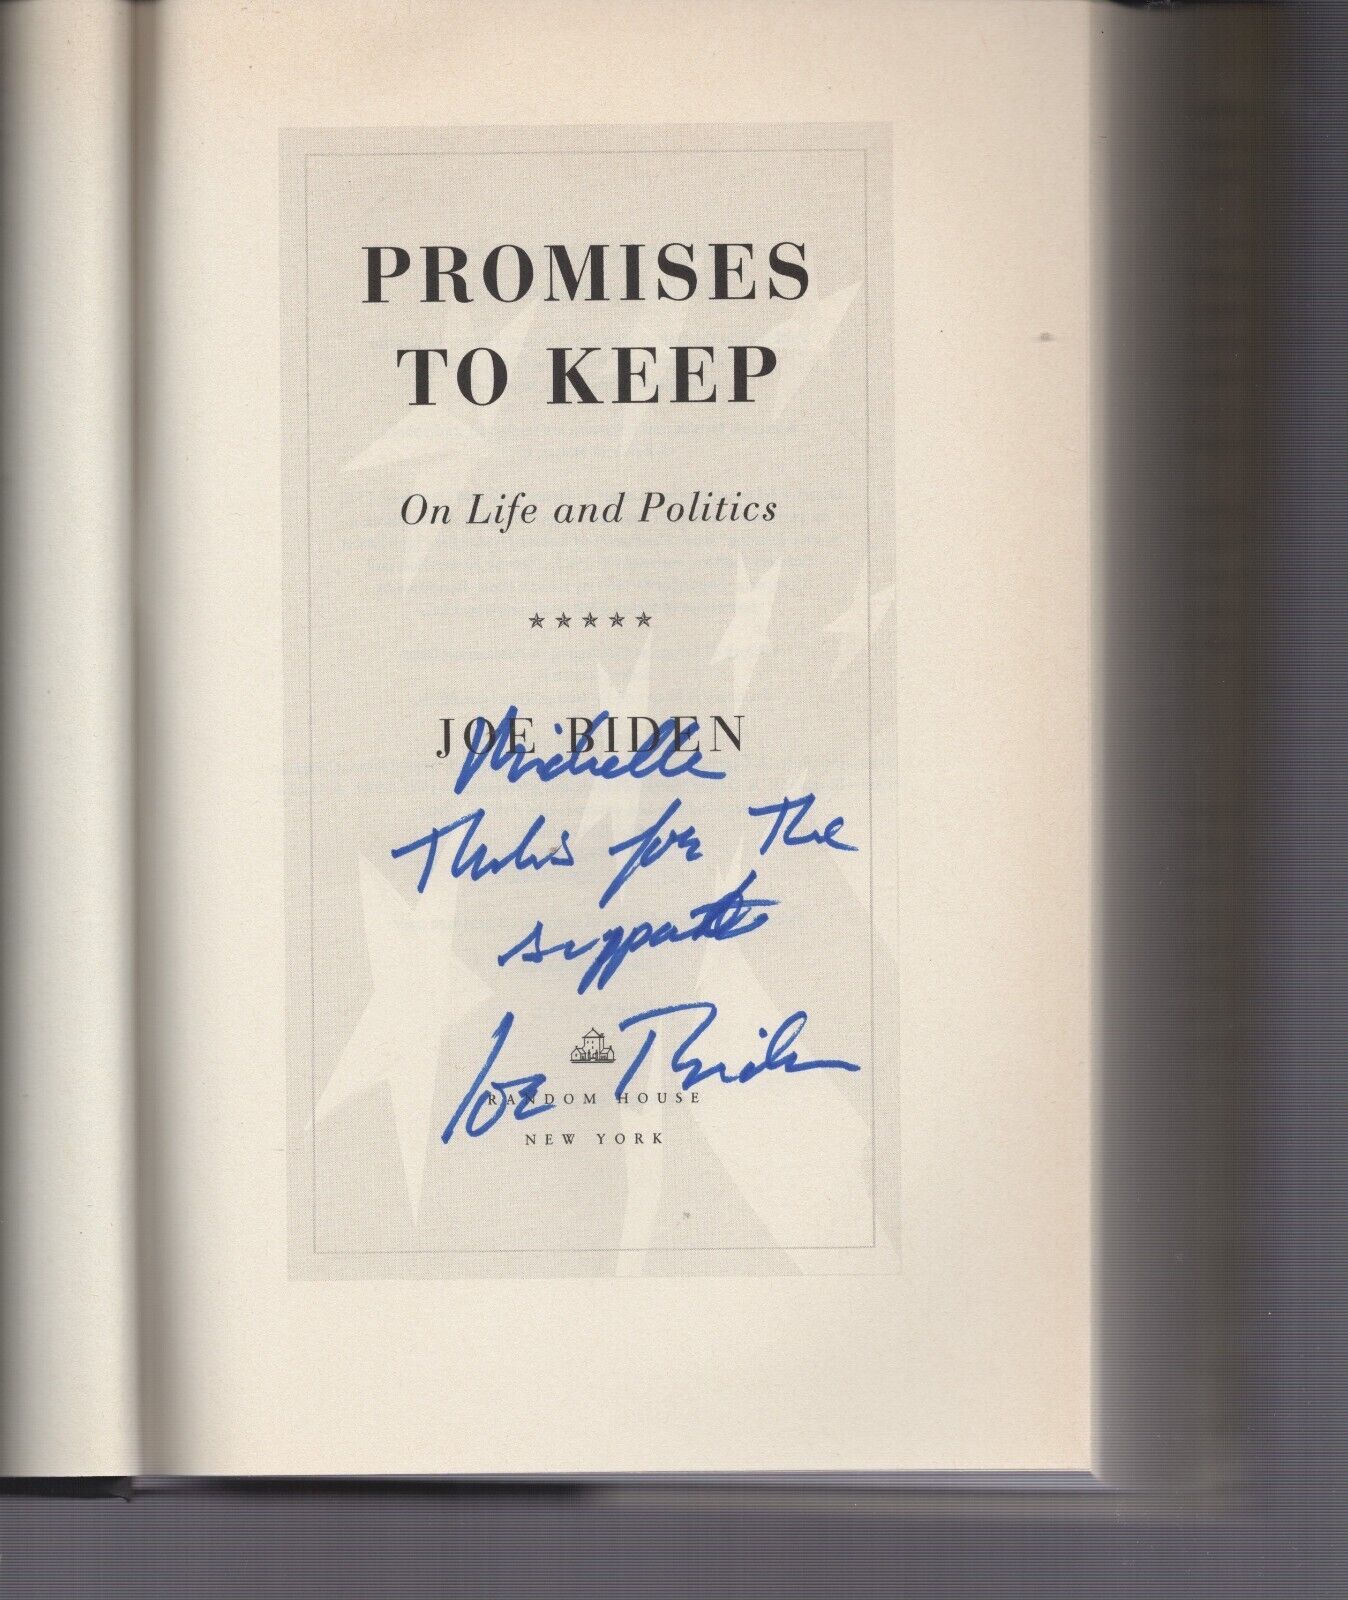 PROMISES
TO KEEP
On Life and Politics
★★★★★
JOE BIDEN
Michelle
Thanks for the
support
Joe Biden
RANDOM HOUSE
NEW YORK